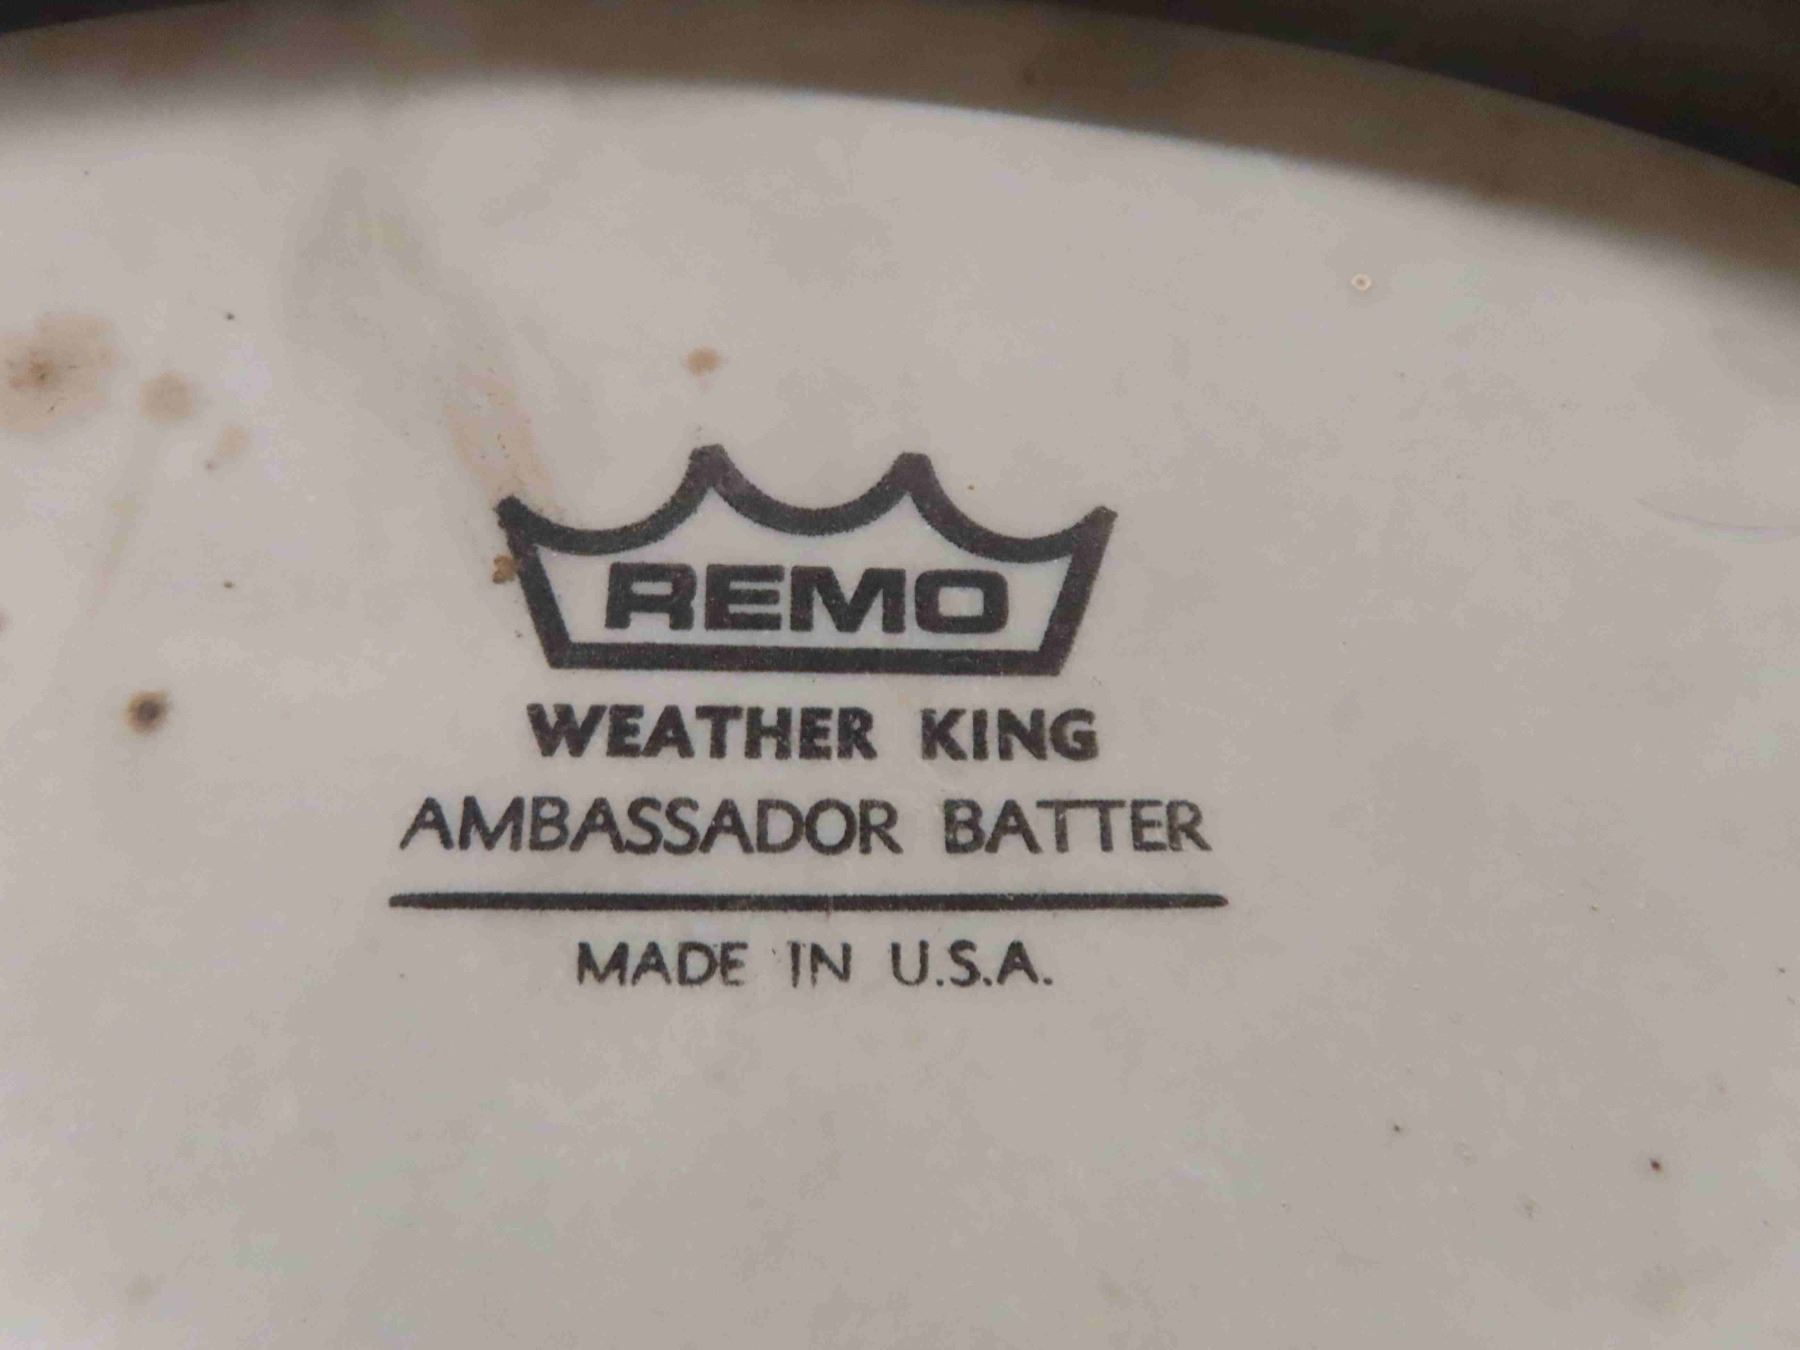 REMO
WEATHER KING
AMBASSADOR BATTER
MADE IN U.S.A.